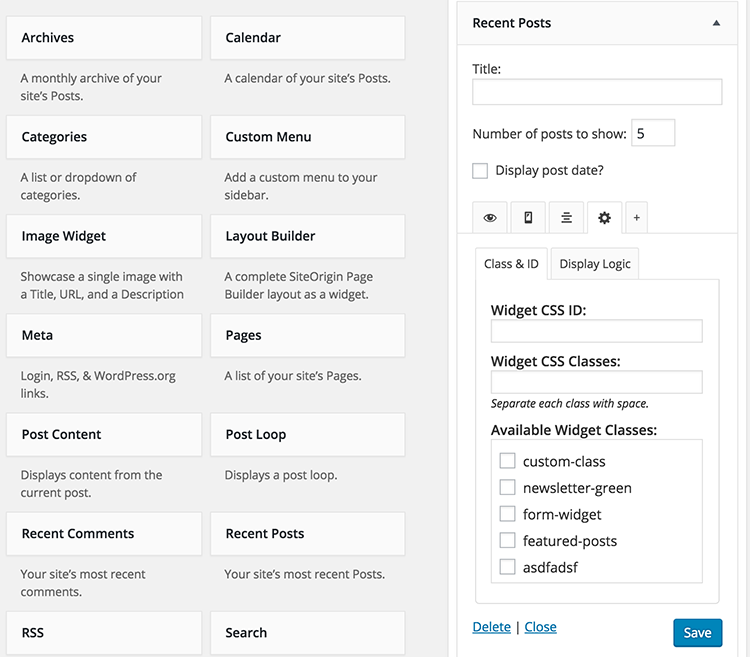 Archives
A monthly archive of your
site's Posts.
Calendar
A calendar of your site's Posts.
Categories
A list or dropdown of
categories.
Custom Menu
Add a custom menu to your
sidebar.
Image Widget
Showcase a single image with
a Title, URL, and a Description
Layout Builder
A complete SiteOrigin Page
Builder layout as a widget.
Meta
Login, RSS, & WordPress.org
links.
Pages
A list of your site's Pages.
Post Content
Displays content from the
current post.
Post Loop
Displays a post loop.
Recent Comments
Your site's most recent
comments.
Recent Posts
Your site's most recent Posts.
RSS
Search
Recent Posts
Title:
Number of posts to show: 5
Display post date?
+
Class & ID
Display Logic
Widget CSS ID:
Widget CSS Classes:
Separate each class with space.
Available Widget Classes:
custom-class
newsletter-green
form-widget
featured-posts
asdfadsf
Delete | Close
Save